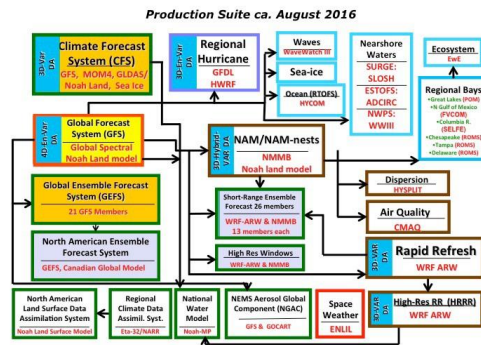 Production Suite ca. August 2016
3D-En-Var DA
Climate Forecast
System (CFS)
GFS, MOM4, GLDAS/
Noah Land, Sea Ice
3D-En-Var
DA
Regional
Hurricane
GFDL
HWRF
Waves
WaveWatch III
Sea-ice
Ocean (RTOFS)
HYCOM
Nearshore
Waters
SURGE:
SLOSH
ESTOFS:
ADCIRC
NWPS:
WWIII
Ecosystem
EwE
Regional Bays
•Great Lakes (POM)
•N Gulf of Mexico
(FVCOM)
•Columbia R.
(SELFE)
•Chesapeake (ROMS)
•Tampa (ROMS)
•Delaware (ROMS)
4D-En-Var
DA
Global Forecast
System (GFS)
Global Spectral
Noah Land model
3D-Hybrid-
VAR DA
NAM/NAM-nests
NMMB
Noah land model
Global Ensemble Forecast
System (GEFS)
21 GFS Members
Short-Range Ensemble
Forecast 26 members
WRF-ARW & NMMB
13 members each
Dispersion
HYSPLIT
Air Quality
CMAQ
North American Ensemble
Forecast System
GEFS, Canadian Global Model
High Res Windows
WRF-ARW & NMMB
3D-VAR
DA
Rapid Refresh
WRF ARW
3D-VAR
DA
High-Res RR (HRRR)
WRF ARW
North American
Land Surface Data
Assimilation System
Noah Land Surface Model
Regional
Climate Data
Assimil. Syst.
Eta-32/NARR
National
Water Model
Noah-MP
NEMS Aerosol Global
Component (NGAC)
GFS & GOCART
Space
Weather
ENLIL